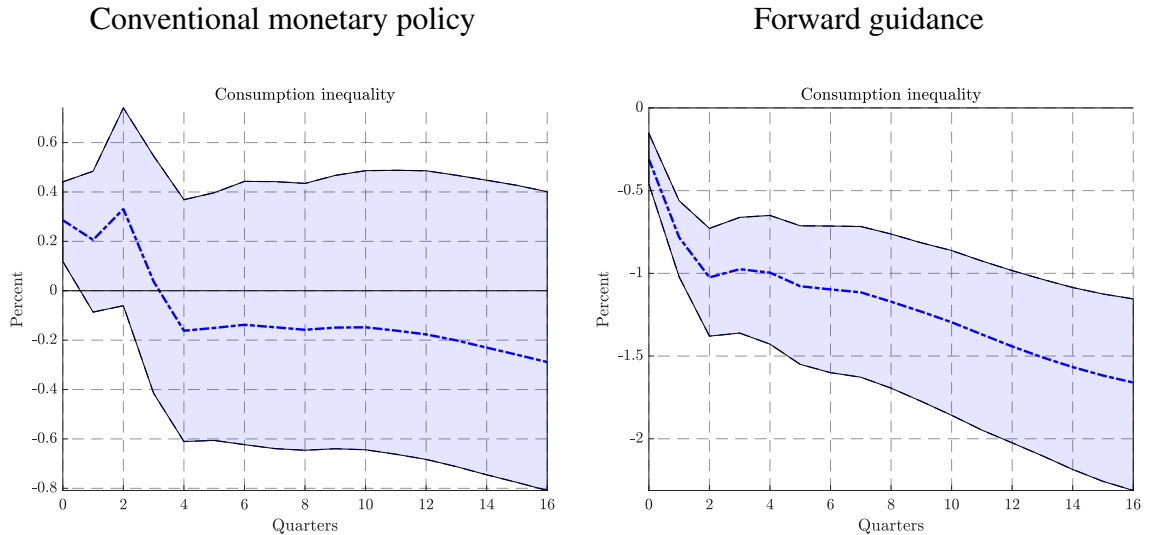 Conventional monetary policy
Forward guidance
Consumption inequality
0.6
0.4
0.2
0
-0.2
-0.4
-0.6
-0.8
Percent
0 2 4 6 8 10 12 14 16
Quarters
Consumption inequality
0
-0.5
-1
-1.5
-2
Percent
0 2 4 6 8 10 12 14 16
Quarters